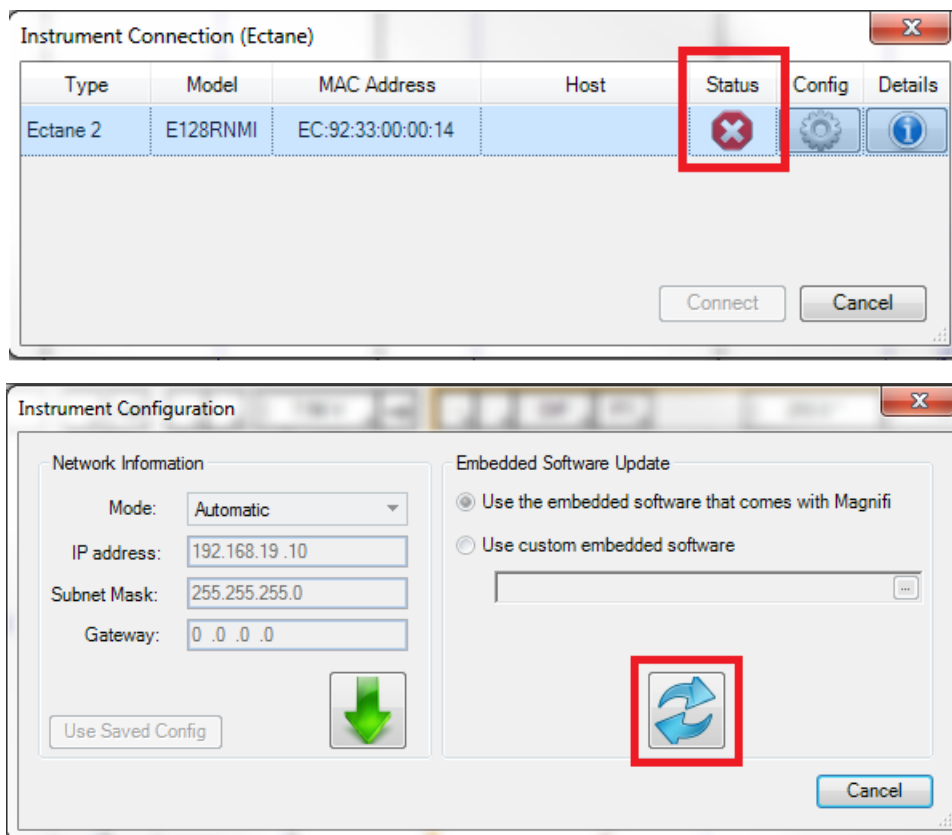 Instrument Connection (Ectane)
Type Model MAC Address Host Status Config Details
Ectane 2 E128RNMI EC:92:33:00:00:14
Connect Cancel
Instrument Configuration
Network Information
Mode: Automatic
IP address: 192.168.19 .10
Subnet Mask: 255.255.255.0
Gateway: 0 .0 .0 .0
Use Saved Config
Embedded Software Update
Use the embedded software that comes with Magnifi
Use custom embedded software
...
Cancel